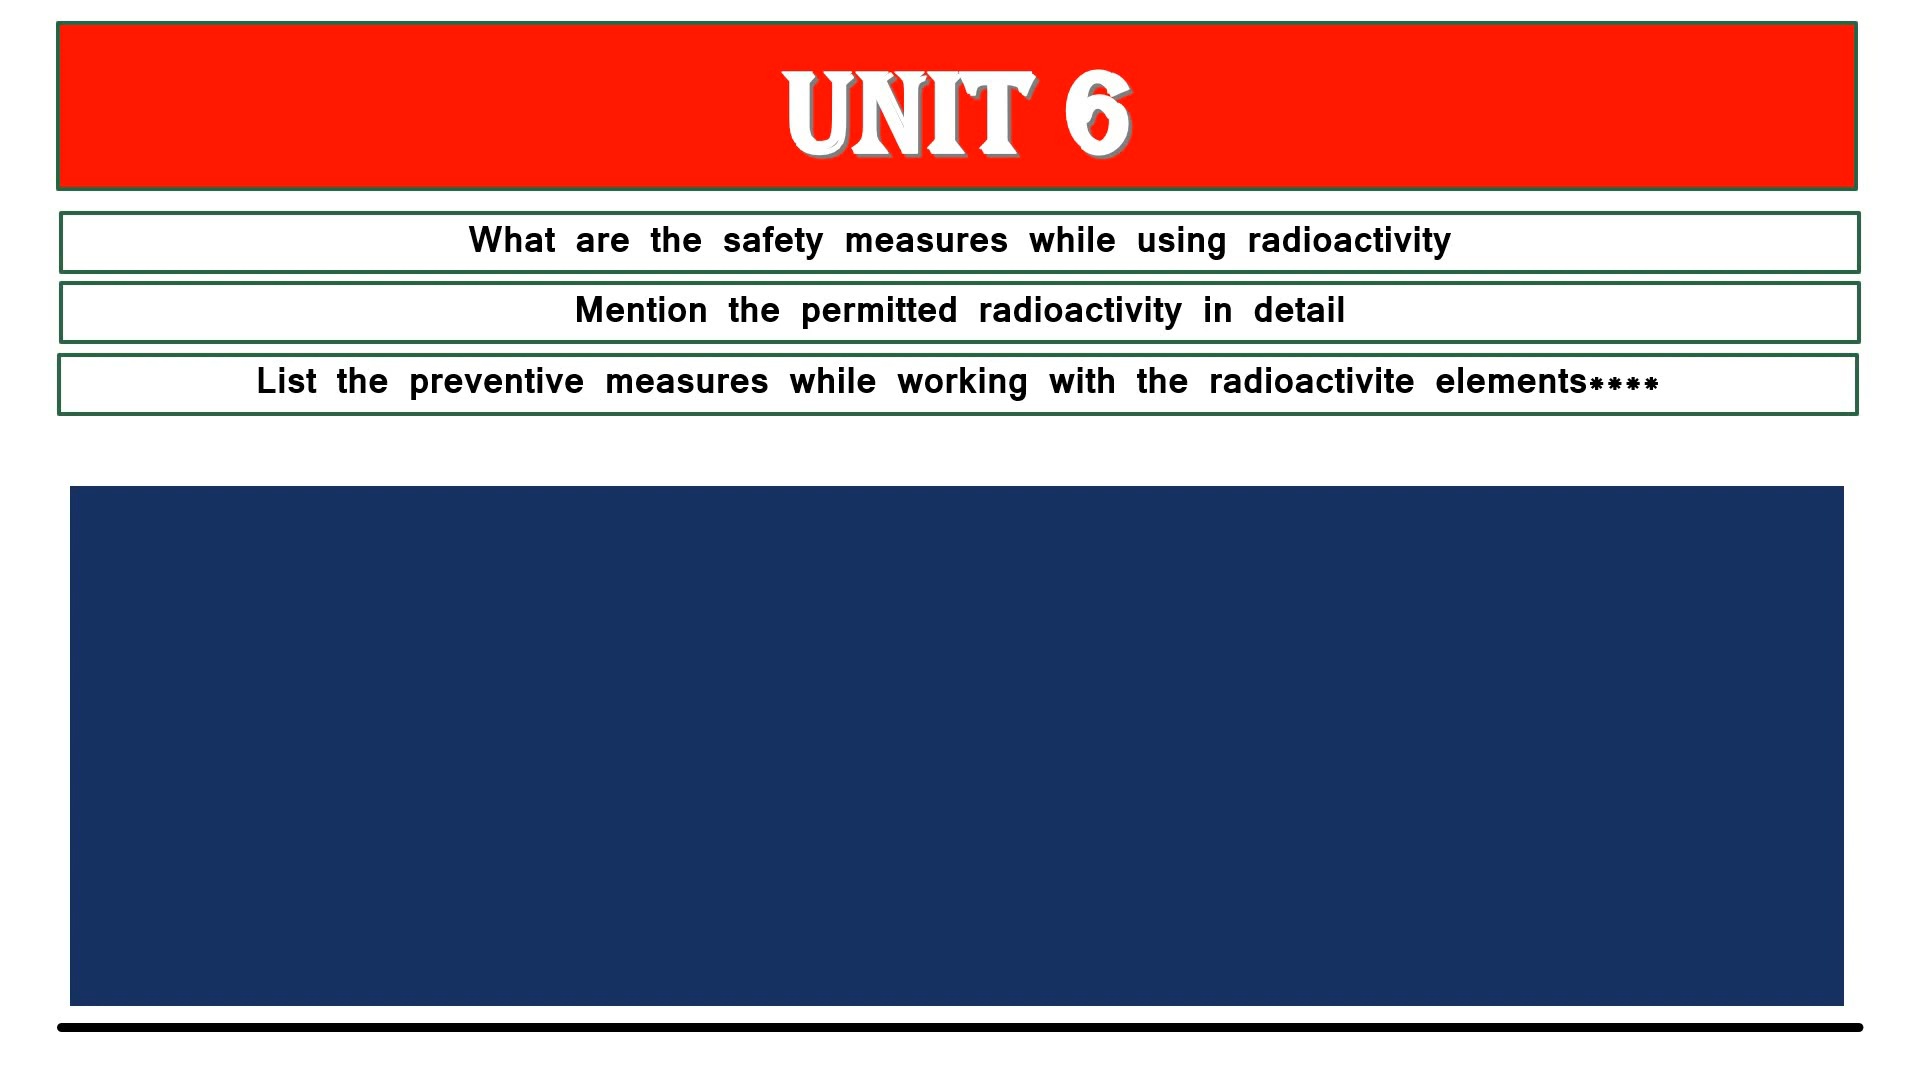 UNIT 6
What are the safety measures while using radioactivity
Mention the permitted radioactivity in detail
List the preventive measures while working with the radioactivite elements****